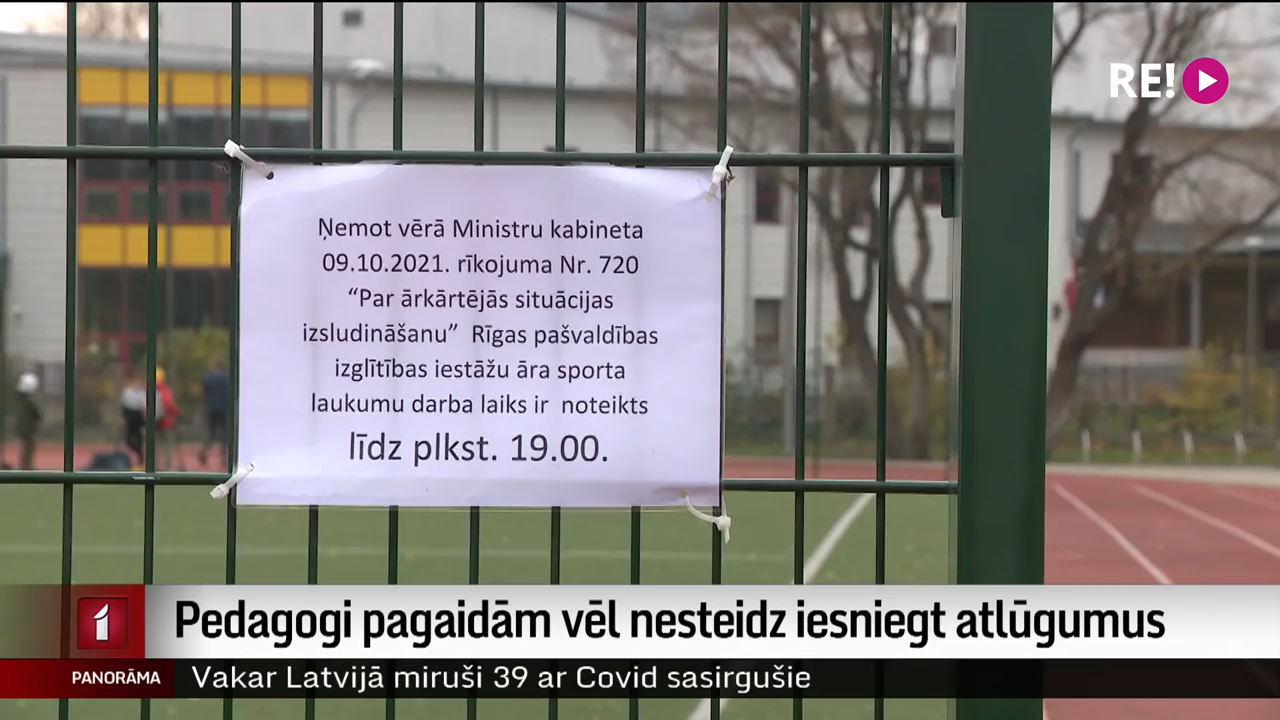 RE!
Ņemot vērā Ministru kabineta
09.10.2021. rīkojuma Nr. 720
“Par ārkārtējās situācijas
izsludināšanu” Rīgas pašvaldības
izglītības iestāžu āra sporta
laukumu darba laiks ir noteikts
līdz plkst. 19.00.
1 Pedagogi pagaidām vēl nesteidz iesniegt atlūgumus
PANORĀMA Vakar Latvijā miruši 39 ar Covid sasirgušie